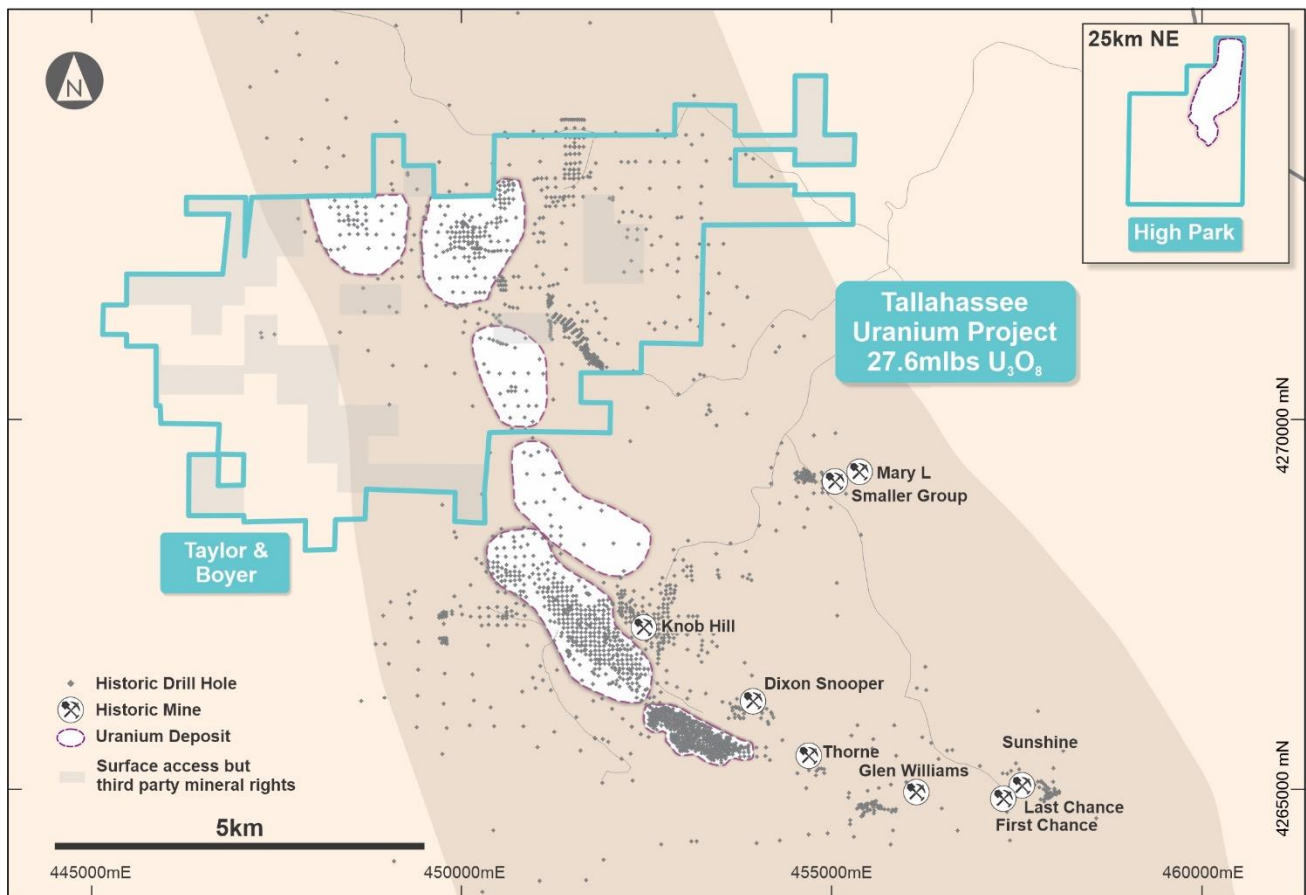 25km NE
N
High Park
Tallahassee
Uranium Project
27.6mlbs U₃O₈
4270000 mN
Mary L
Smaller Group
Taylor &
Boyer
Knob Hill
Historic Drill Hole
Historic Mine
Uranium Deposit
Surface access but
third party mineral rights
Dixon Snooper
Thorne
Sunshine
Glen Williams
Last Chance
First Chance
4265000 mN
5km
445000mE
450000mE
455000mE
460000mE